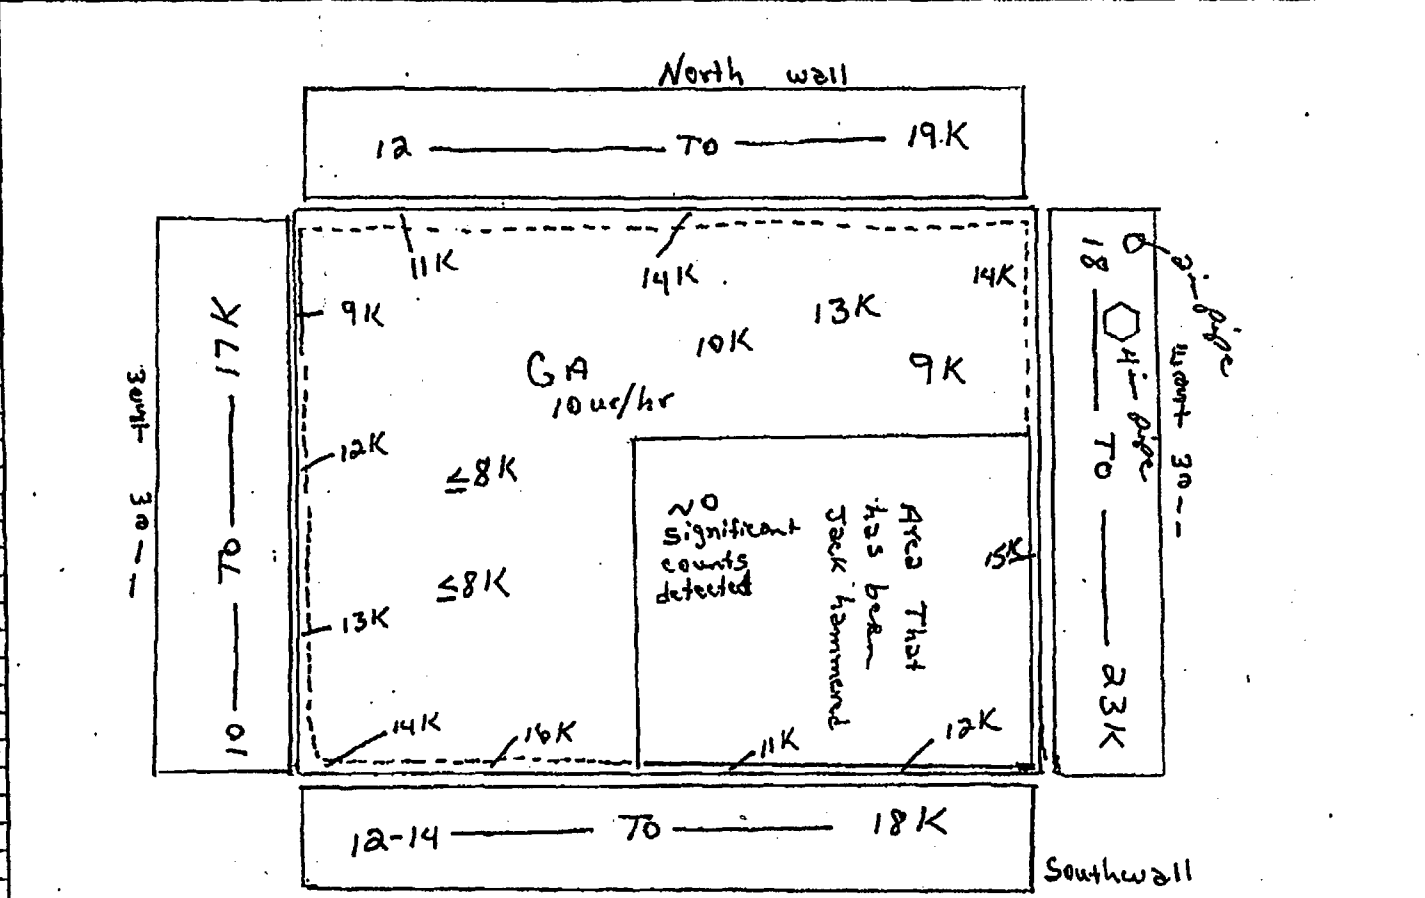 North wall
12 — TO — 19K
11K
14K
14K
9K
13K
10K
9K
GA
10 ur/hr
12K
≤8K
≤8K
13K
14K
16K
~0
significant
counts
detected
Area That
has been
Jack hammered
15K
11K
12K
10 — TO — 17K
18 — TO — 23K
2" pipe
4" pipe
12-14 — TO — 18K
Southwall